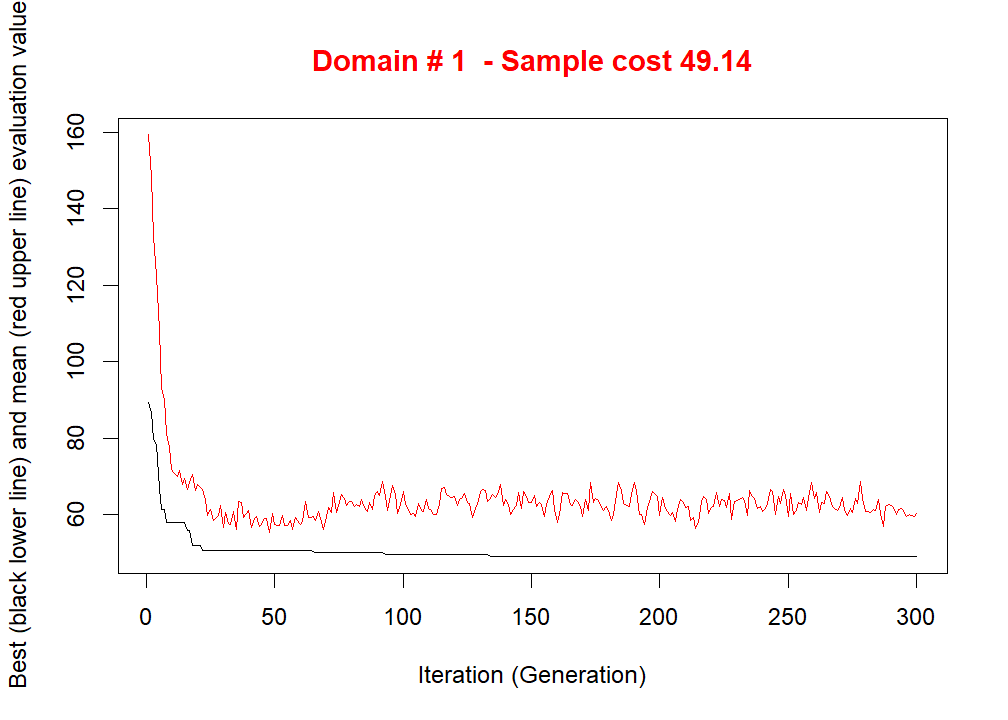 Domain # 1  - Sample cost 49.14
Best (black lower line) and mean (red upper line) evaluation value
160
140
120
100
80
60
0 50 100 150 200 250 300
Iteration (Generation)